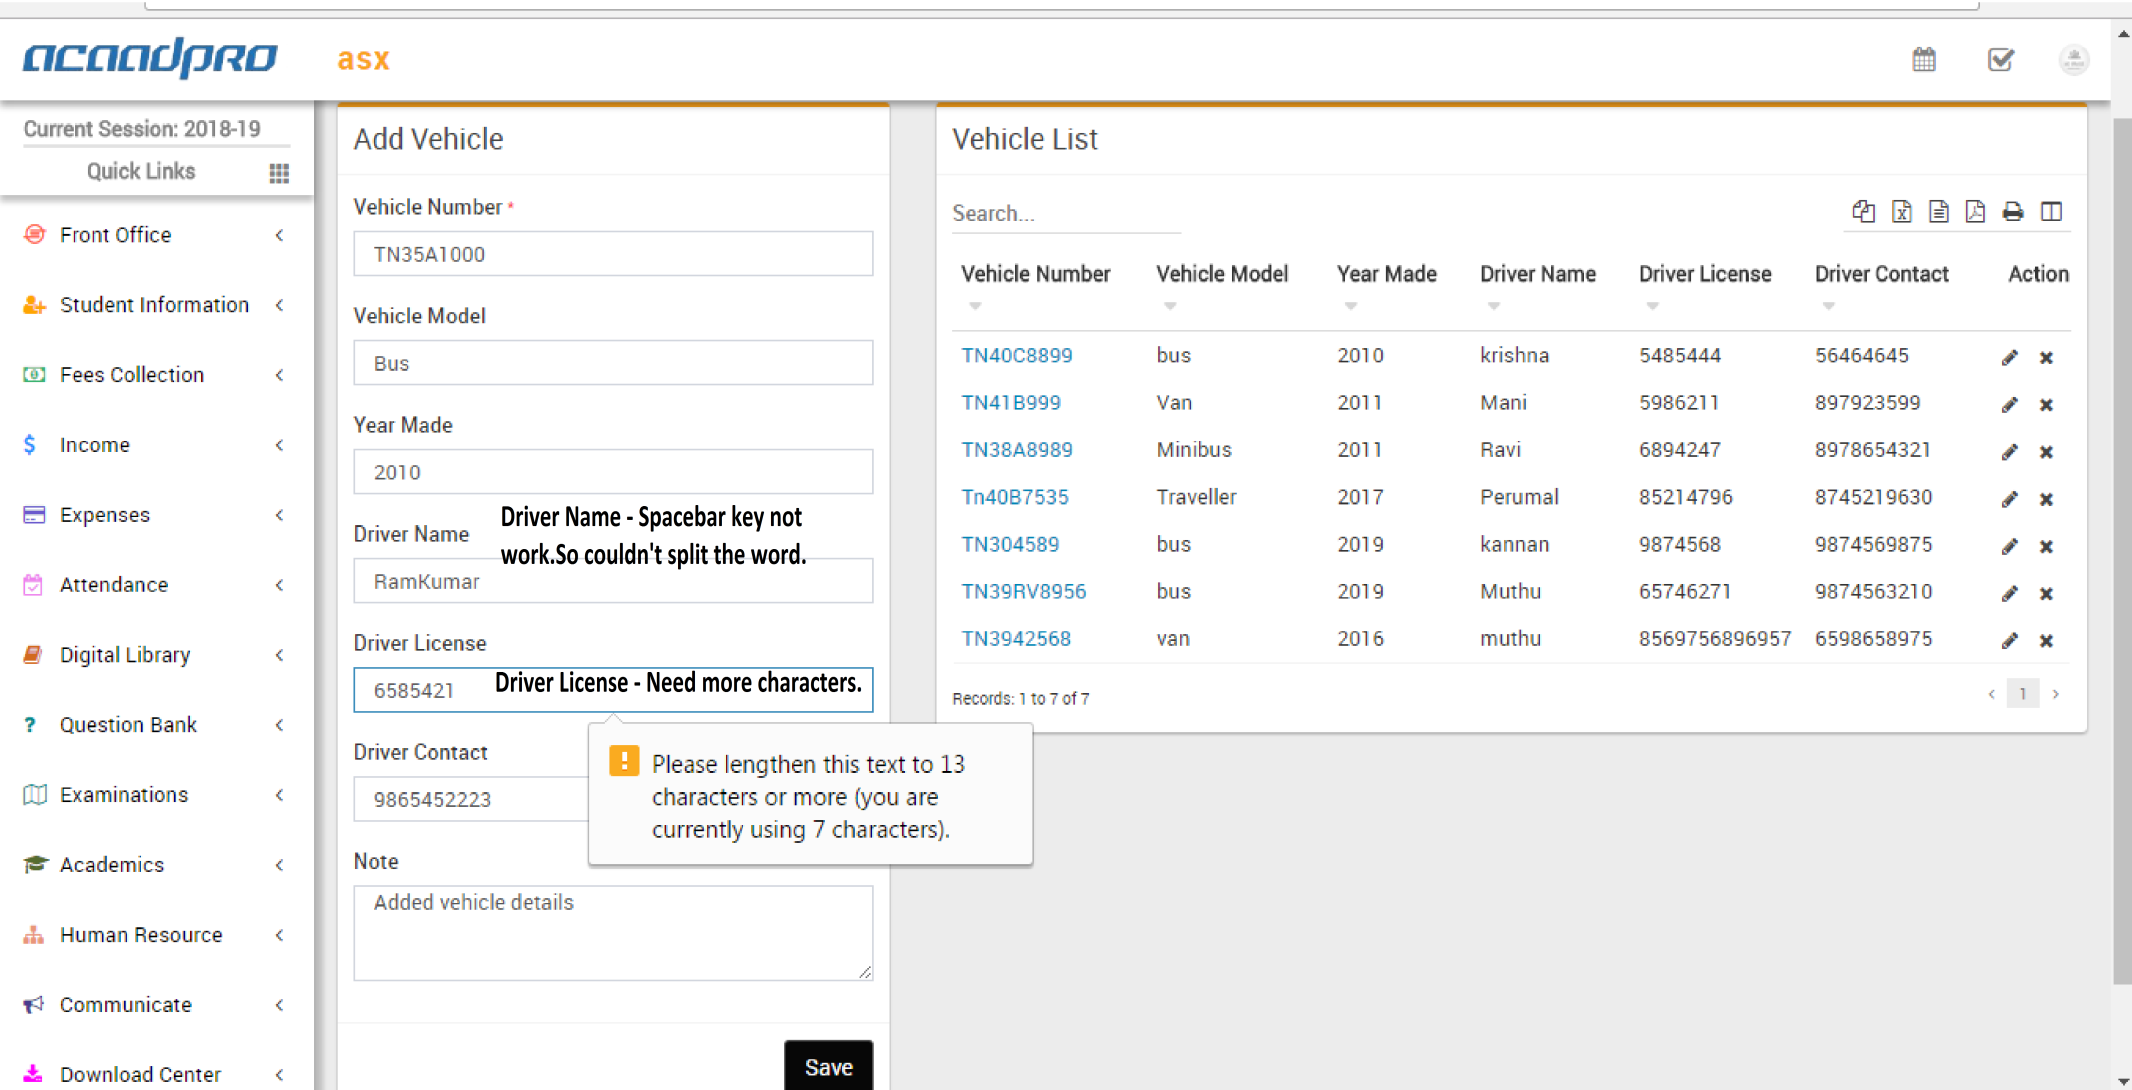 acaadpro
asx
Current Session: 2018-19
Quick Links
Front Office
Student Information
Fees Collection
Income
Expenses
Attendance
Digital Library
Question Bank
Examinations
Academics
Human Resource
Communicate
Download Center
Add Vehicle
Vehicle Number *
TN35A1000
Vehicle Model
Bus
Year Made
2010
Driver Name - Spacebar key not
work.So couldn't split the word.
Driver Name
RamKumar
Driver License
6585421
Driver License - Need more characters.
Please lengthen this text to 13
characters or more (you are
currently using 7 characters).
Driver Contact
9865452223
Note
Added vehicle details
Save
Vehicle List
Search...
Vehicle Number Vehicle Model Year Made Driver Name Driver License Driver Contact Action
TN40C8899 bus 2010 krishna 5485444 56464645
TN41B999 Van 2011 Mani 5986211 897923599
TN38A8989 Minibus 2011 Ravi 6894247 8978654321
Tn40B7535 Traveller 2017 Perumal 85214796 8745219630
TN304589 bus 2019 kannan 9874568 9874569875
TN39RV8956 bus 2019 Muthu 65746271 9874563210
TN3942568 van 2016 muthu 8569756896957 6598658975
Records: 1 to 7 of 7
1